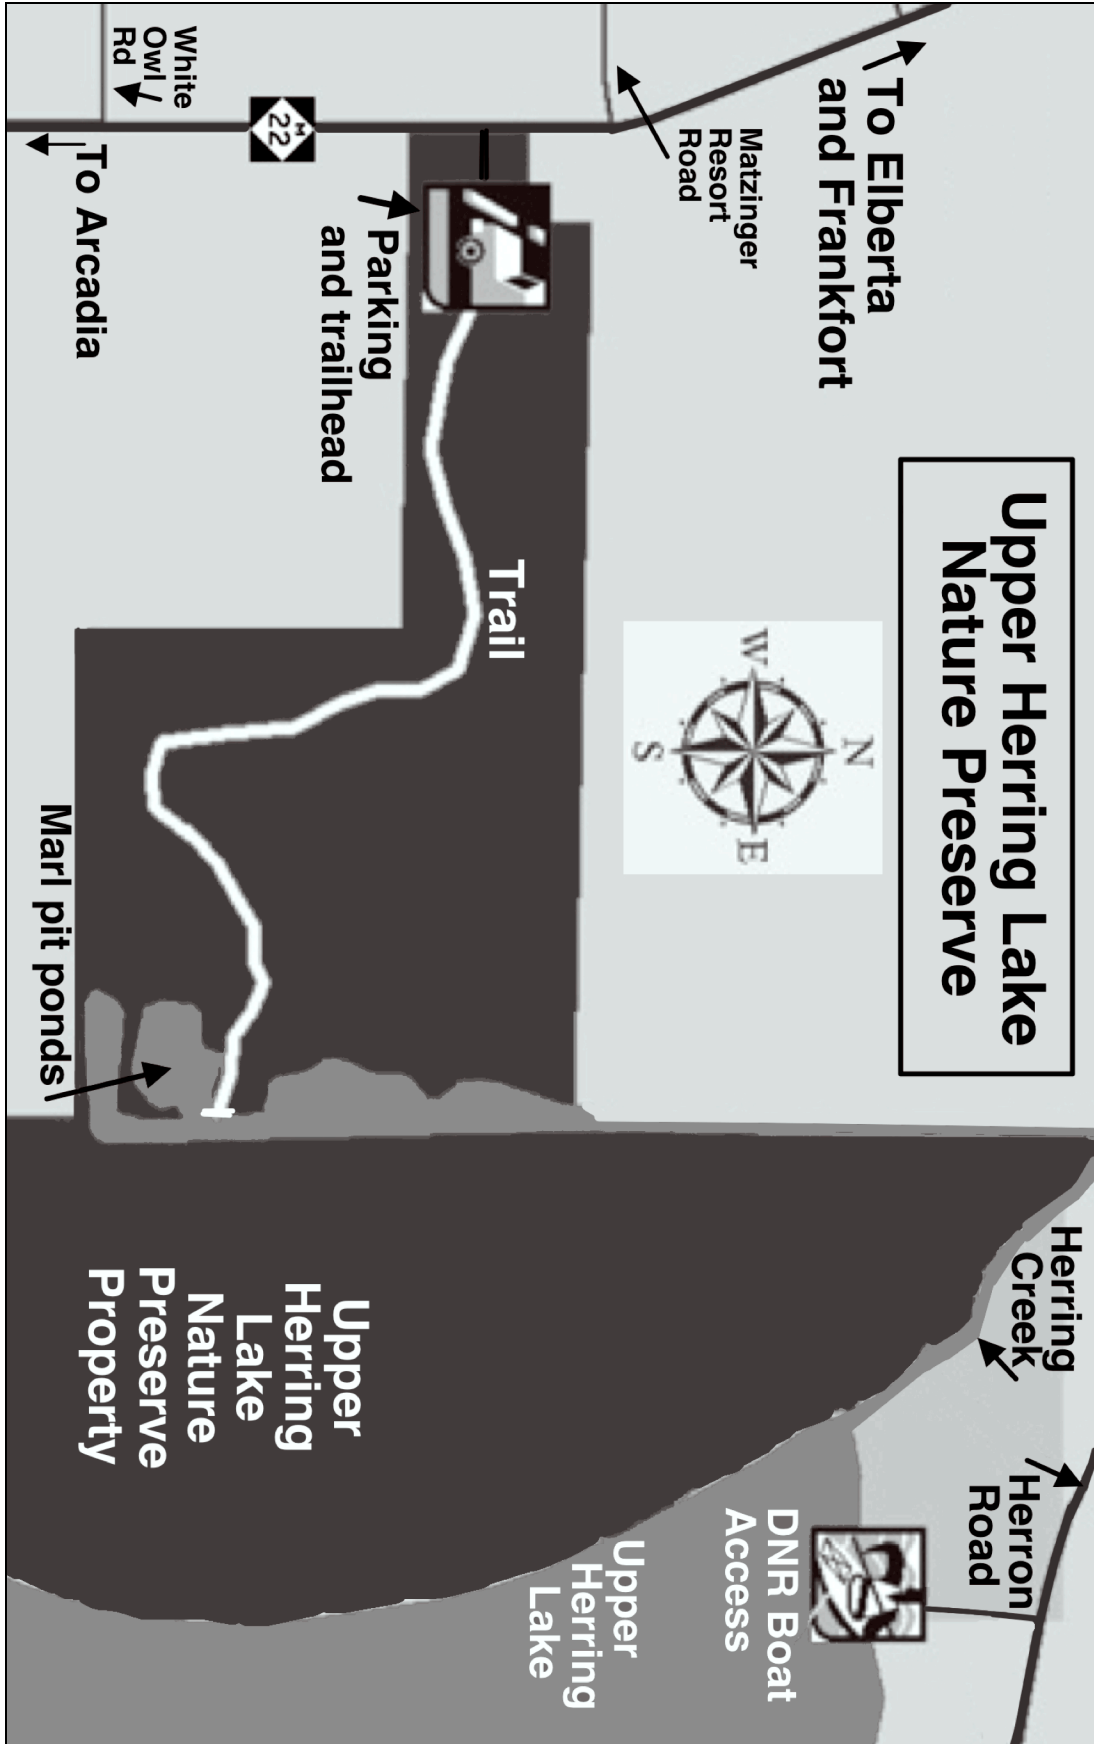 Upper Herring Lake
Nature Preserve
To Elberta
and Frankfort
Matzinger
Resort
Road
M
22
White
Owl
Rd
To Arcadia
Parking
and trailhead
Trail
N
W
E
S
Marl pit ponds
Herring
Creek
Herron
Road
DNR Boat
Access
Upper
Herring
Lake
Upper
Herring
Lake
Nature
Preserve
Property